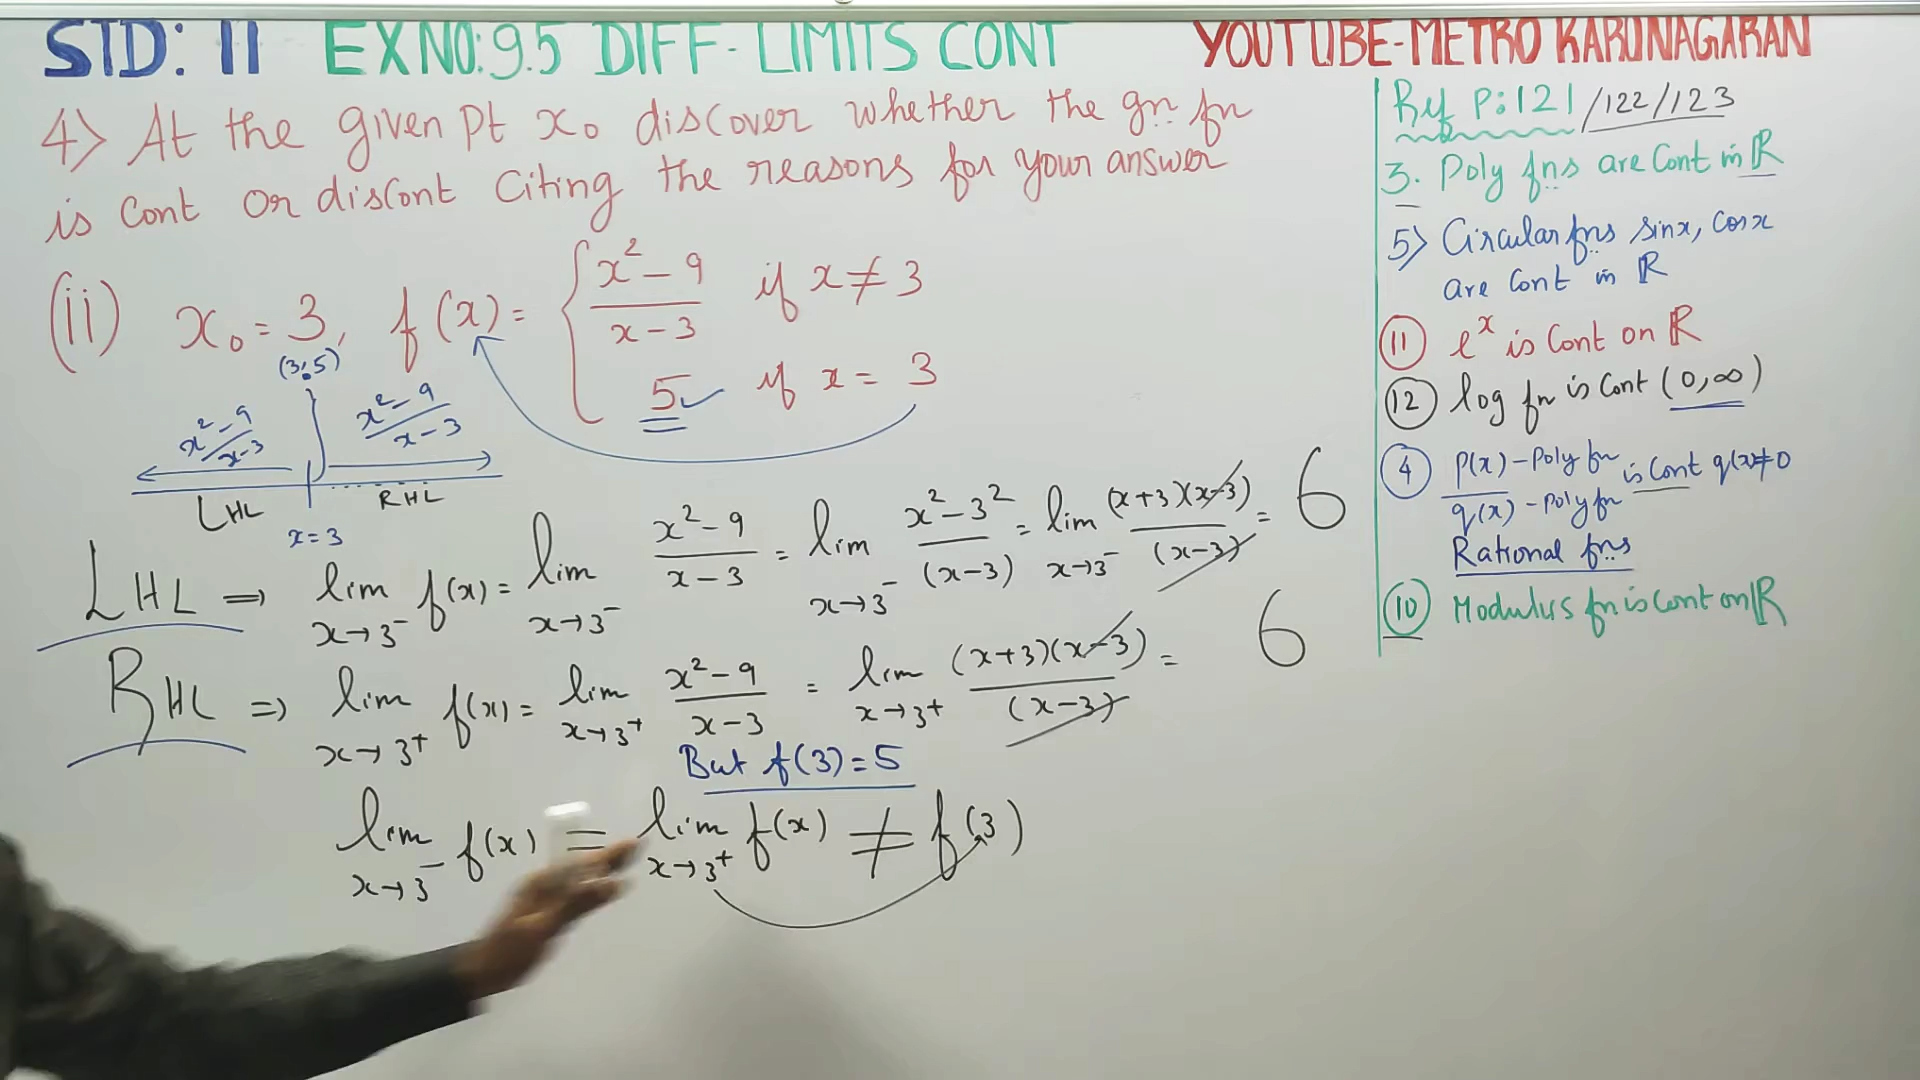 STD: 11 EXNO:9.5 DIFF-LIMITS CONT YOUTUBE-METRO KARUNAGARAN
4) At the given Pt x₀ discover whether the gn fn
is Cont or discont Citing the reasons for your answer
(ii) x₀ = 3, f(x) = { x² - 9 / x - 3 if x ≠ 3
5 if x = 3
(3,5)
x² - 9 / x - 3
x² - 9 / x - 3
LHL RHL
x = 3
LHL ⇒ lim x→3⁻ f(x) = lim x→3⁻ x² - 9 / x - 3 = lim x→3⁻ x² - 3² / (x-3) = lim x→3⁻ (x+3)(x-3) / (x-3) = 6
RHL ⇒ lim x→3⁺ f(x) = lim x→3⁺ x² - 9 / x - 3 = lim x→3⁺ (x+3)(x-3) / (x-3) = 6
But f(3) = 5
lim x→3⁻ f(x) = lim x→3⁺ f(x) ≠ f(3)
Ref P:121 /122/123
3. Poly fns are Cont in ℝ
5) Circular fns sinx, cosx
are Cont in ℝ
11 eˣ is Cont on ℝ
12 log fn is Cont (0,∞)
4 p(x) - Poly fn is Cont q(x)≠0
q(x) - Poly fn
Rational fns
10 Modulus fn is Cont on ℝ